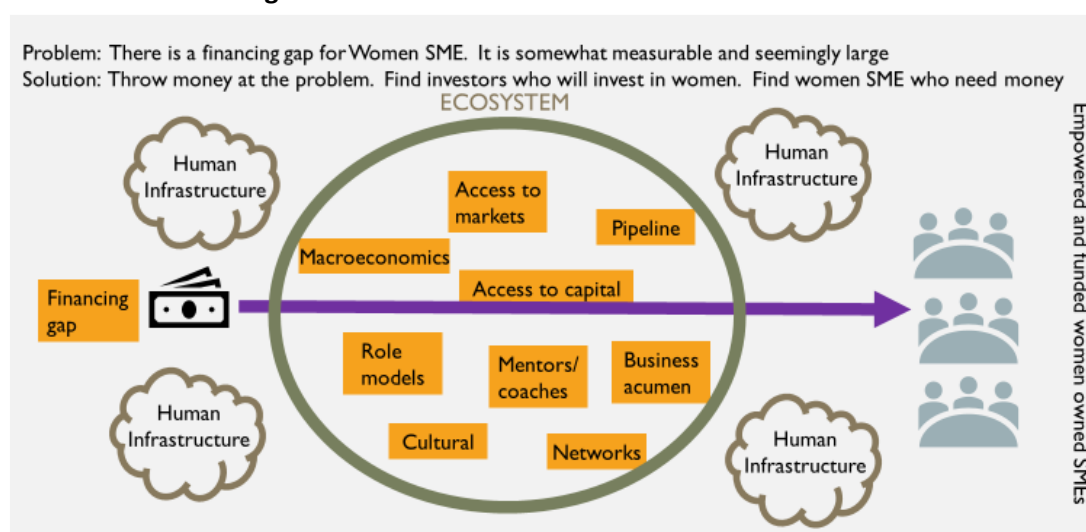 Problem: There is a financing gap for Women SME. It is somewhat measurable and seemingly large
Solution: Throw money at the problem. Find investors who will invest in women. Find women SME who need money
ECOSYSTEM
Human
Infrastructure
Human
Infrastructure
Access to
markets
Pipeline
Macroeconomics
Access to capital
Financing
gap
Role
models
Mentors/
coaches
Business
acumen
Human
Infrastructure
Cultural
Networks
Human
Infrastructure
Empowered and funded women owned SMEs